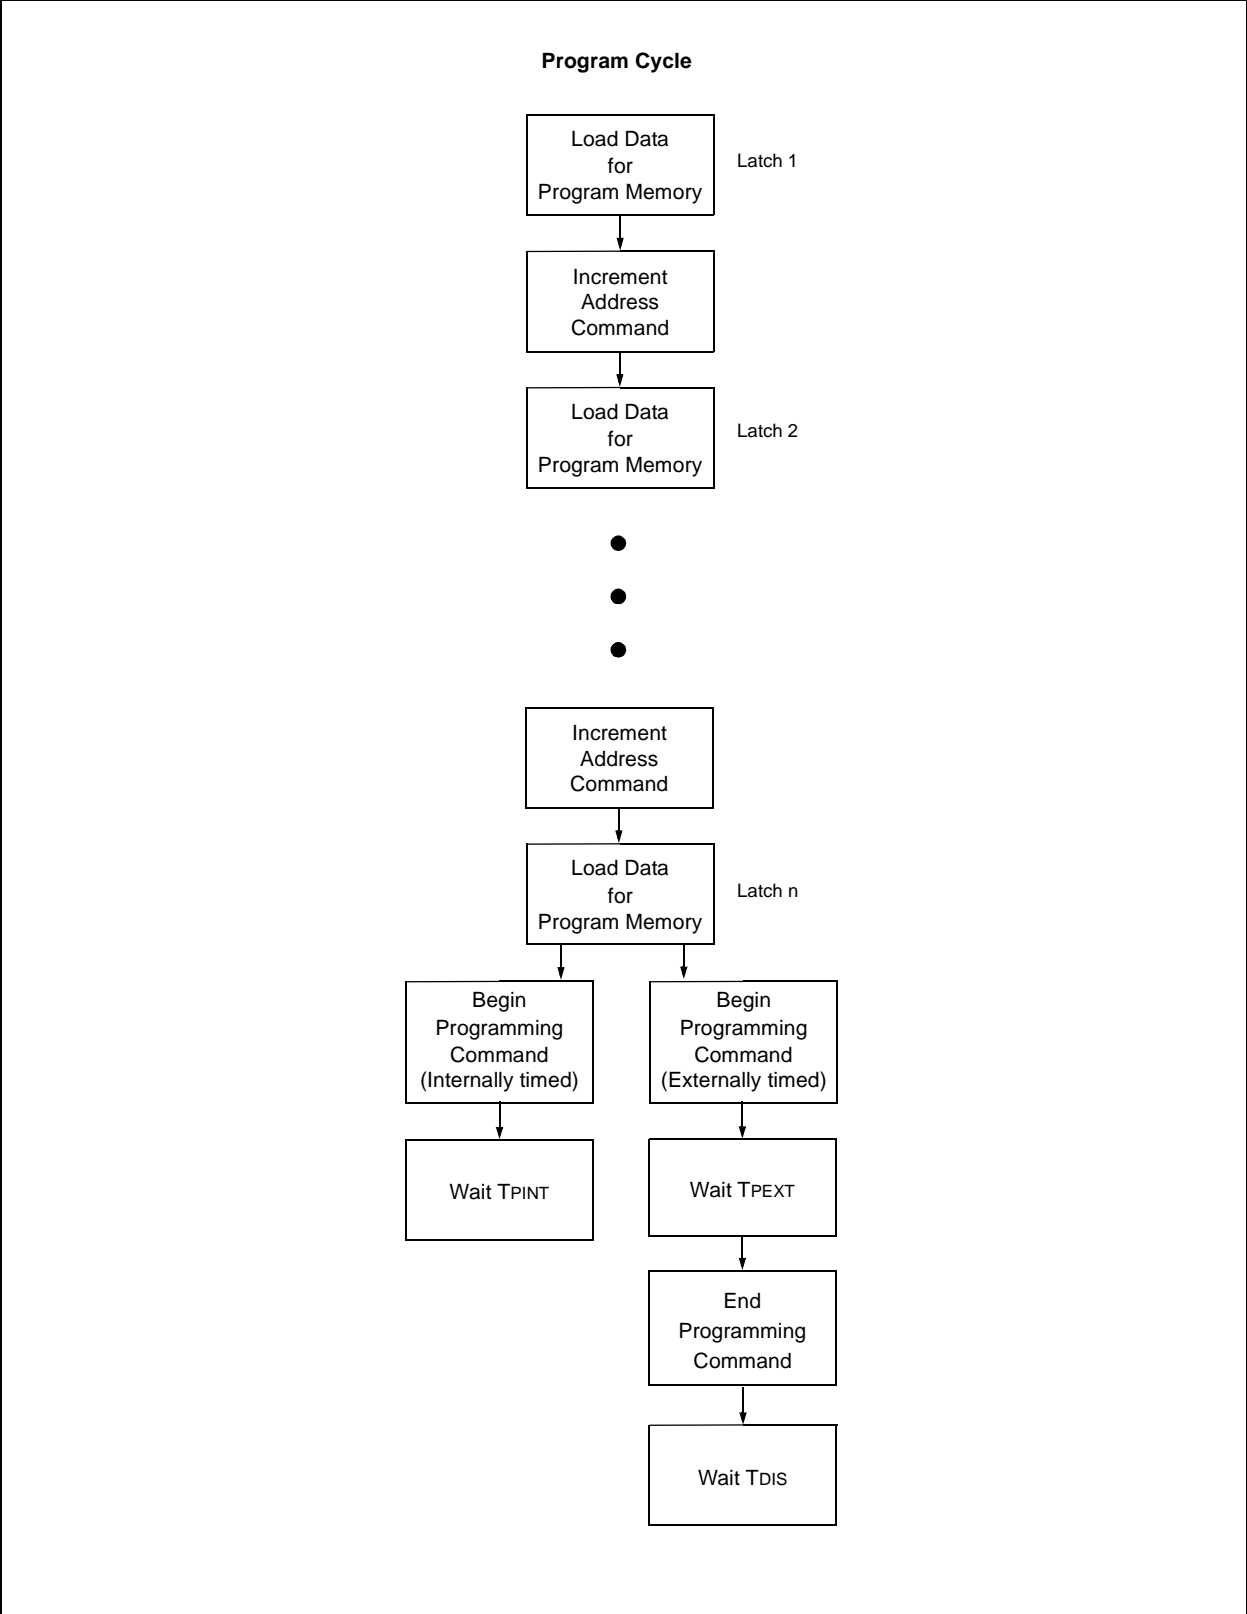 Program Cycle
Load Data
for
Program Memory
Latch 1
Increment
Address
Command
Load Data
for
Program Memory
Latch 2
Increment
Address
Command
Load Data
for
Program Memory
Latch n
Begin
Programming
Command
(Internally timed)
Begin
Programming
Command
(Externally timed)
Wait TPINT
Wait TPEXT
End
Programming
Command
Wait TDIS